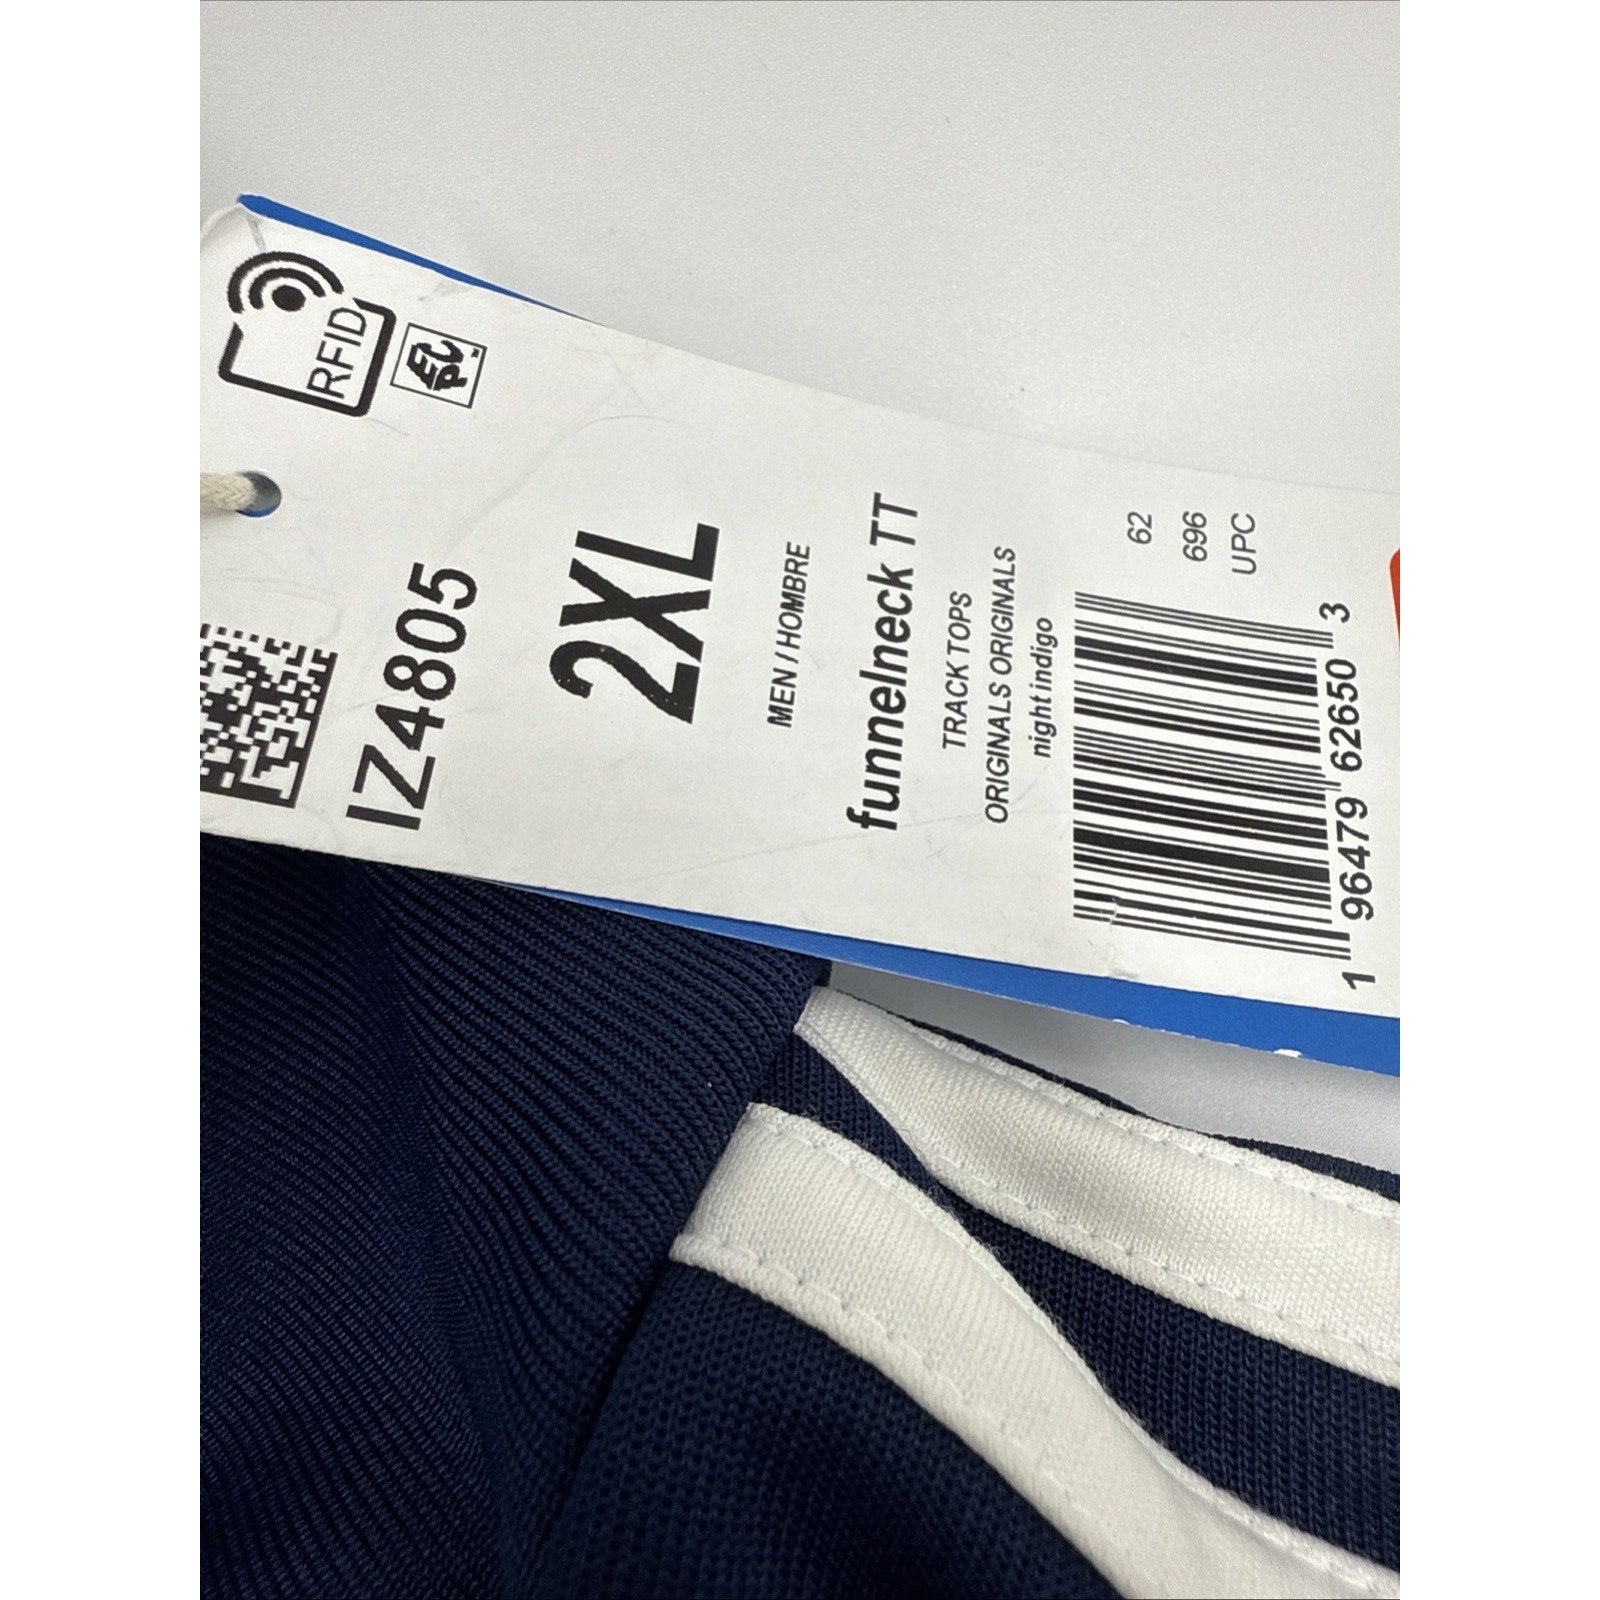 RFID
EPC
IZ4805
2XL
MEN / HOMBRE
funnelneck TT
TRACK TOPS
ORIGINALS ORIGINALS
night indigo
62
696
UPC
1 96479 62650 3